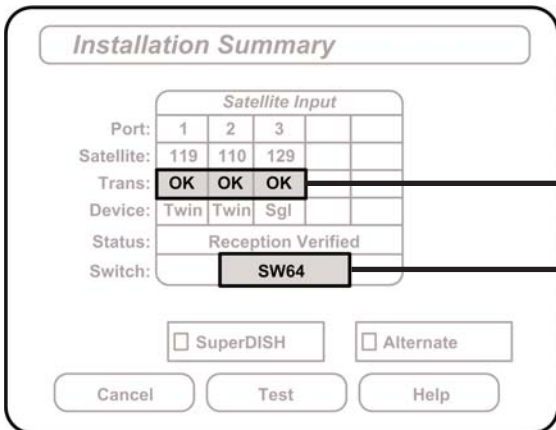 Installation Summary
Satellite Input
Port: 1 2 3
Satellite: 119 110 129
Trans: OK OK OK
Device: Twin Twin Sgl
Status: Reception Verified
Switch: SW64
SuperDISH Alternate
Cancel Test Help